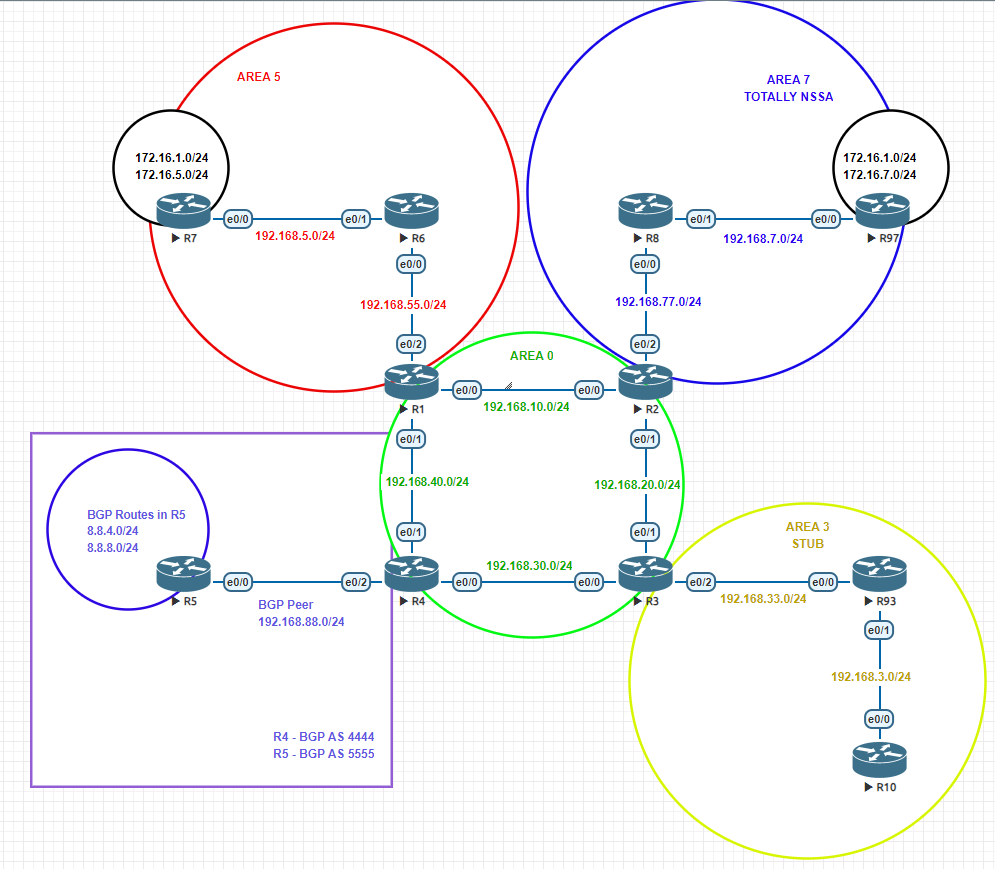 AREA 5
AREA 7
TOTALLY NSSA
172.16.1.0/24
172.16.5.0/24
172.16.1.0/24
172.16.7.0/24
e0/0
e0/1
e0/1
e0/0
192.168.5.0/24
192.168.7.0/24
R7
R6
R8
R97
e0/0
e0/0
192.168.55.0/24
192.168.77.0/24
e0/2
e0/2
AREA 0
e0/0
e0/0
192.168.10.0/24
R1
R2
e0/1
e0/1
192.168.40.0/24
192.168.20.0/24
BGP Routes in R5
8.8.4.0/24
8.8.8.0/24
e0/1
e0/1
AREA 3
STUB
192.168.30.0/24
e0/0
e0/2
e0/0
e0/0
e0/2
e0/0
R5
R4
R3
R93
192.168.33.0/24
BGP Peer
192.168.88.0/24
e0/1
192.168.3.0/24
e0/0
R4 - BGP AS 4444
R5 - BGP AS 5555
R10